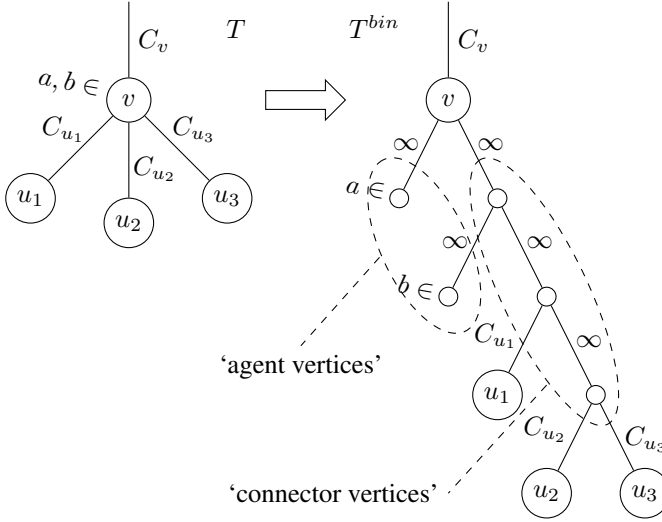 T
T^{bin}
C_v
C_v
a, b ∈
v
v
C_{u_1}
C_{u_3}
C_{u_2}
∞
∞
u_1
u_2
u_3
a ∈
∞
∞
b ∈
∞
C_{u_1}
'agent vertices'
u_1
C_{u_2}
C_{u_3}
'connector vertices'
u_2
u_3